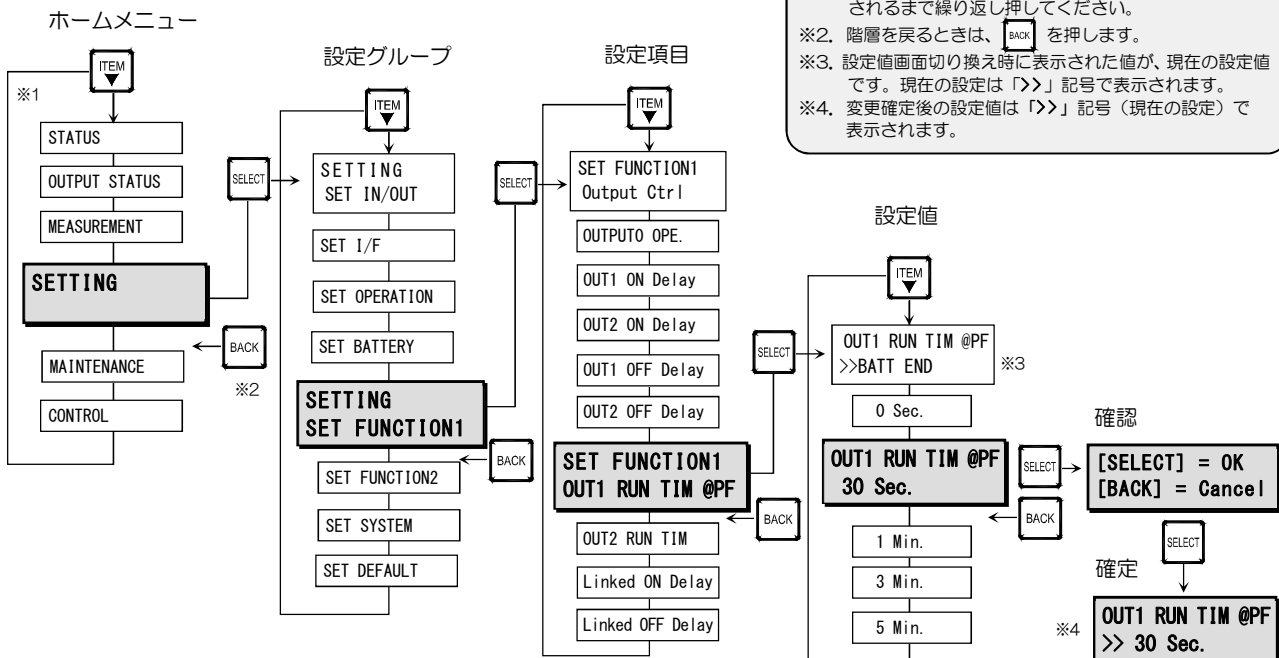 されるまで繰り返し押してください。
※2. 階層を戻るときは、 BACK を押します。
※3. 設定値画面切り換え時に表示された値が、現在の設定値
です。現在の設定は「>>」記号で表示されます。
※4. 変更確定後の設定値は「>>」記号（現在の設定）で
表示されます。
ホームメニュー
ITEM
※1
STATUS
OUTPUT STATUS
MEASUREMENT
SETTING
MAINTENANCE
CONTROL
SELECT
BACK
※2
設定グループ
ITEM
SETTING
SET IN/OUT
SET I/F
SET OPERATION
SET BATTERY
SETTING
SET FUNCTION1
SET FUNCTION2
SET SYSTEM
SET DEFAULT
SELECT
BACK
設定項目
ITEM
SET FUNCTION1
Output Ctrl
OUTPUT0 OPE.
OUT1 ON Delay
OUT2 ON Delay
OUT1 OFF Delay
OUT2 OFF Delay
SET FUNCTION1
OUT1 RUN TIM @PF
OUT2 RUN TIM
Linked ON Delay
Linked OFF Delay
SELECT
BACK
設定値
ITEM
OUT1 RUN TIM @PF
>>BATT END
※3
0 Sec.
OUT1 RUN TIM @PF
30 Sec.
1 Min.
3 Min.
5 Min.
SELECT
BACK
確認
[SELECT] = OK
[BACK] = Cancel
SELECT
確定
※4
OUT1 RUN TIM @PF
>> 30 Sec.